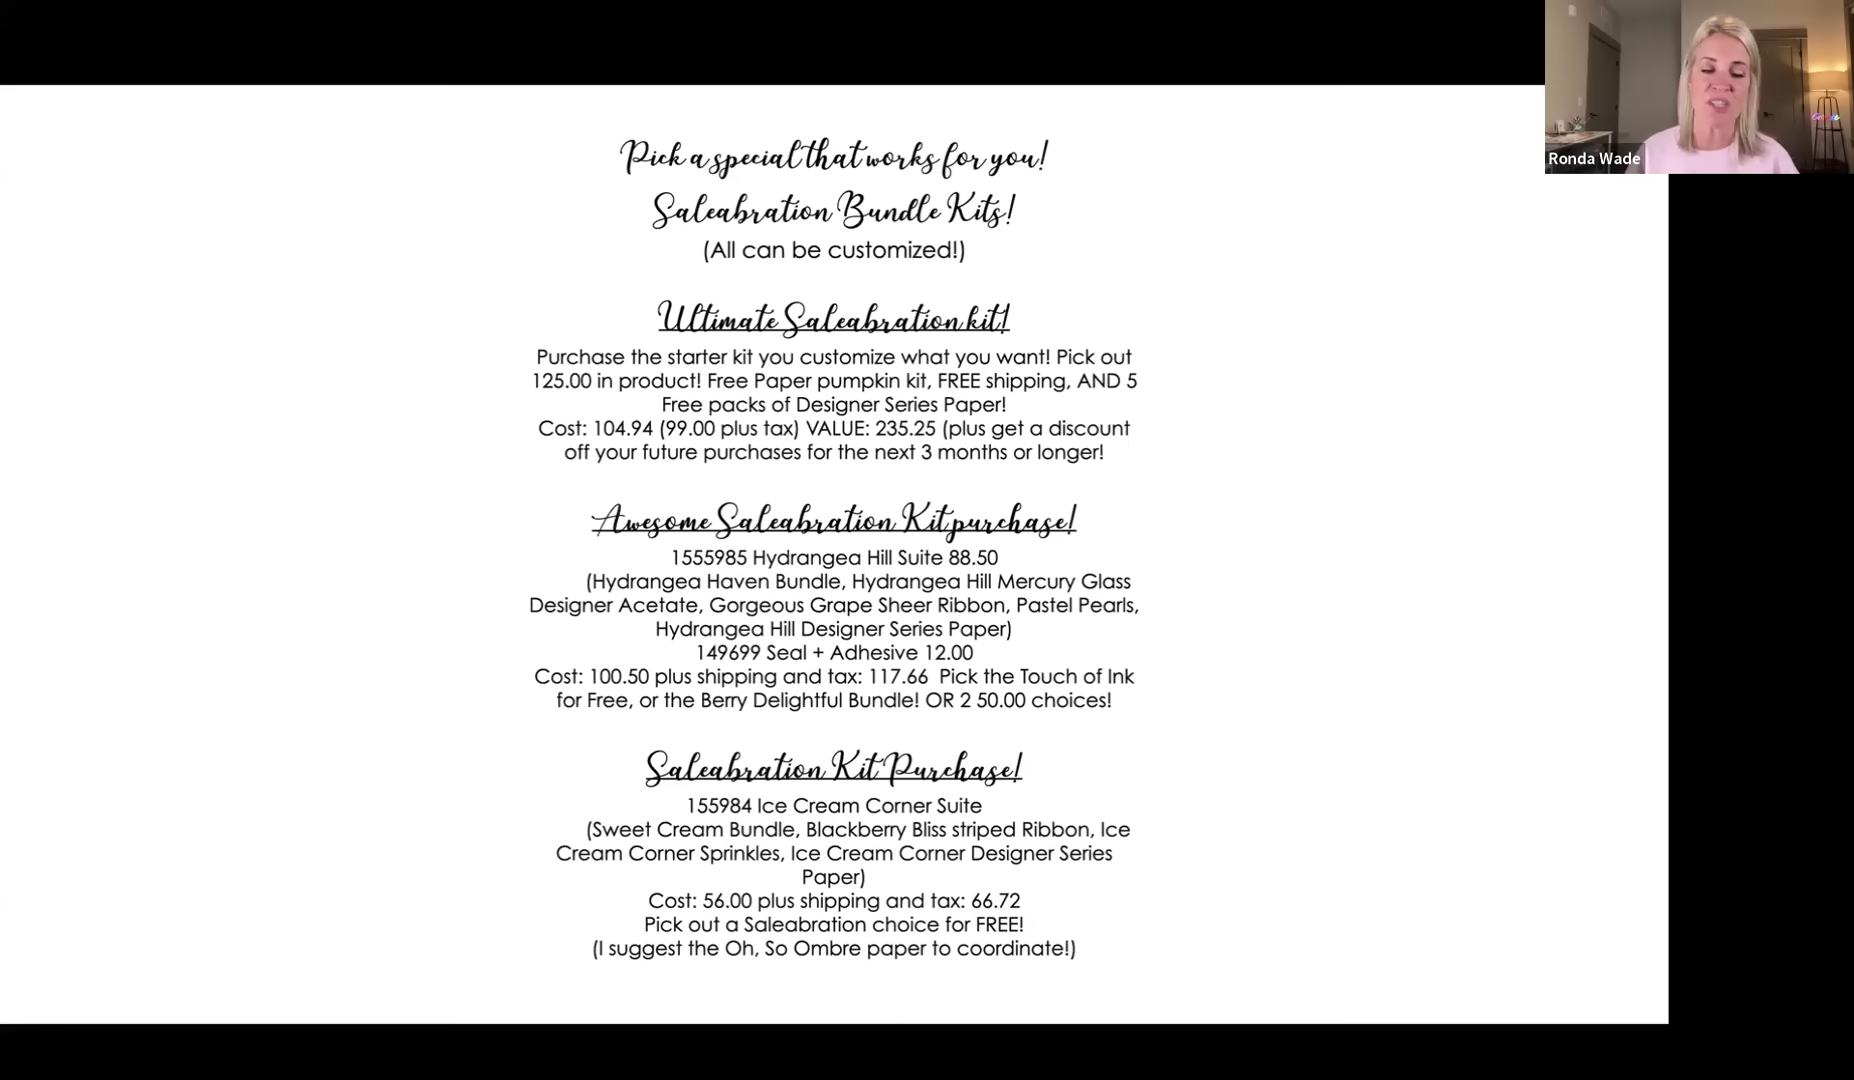 Pick a special that works for you!
Saleabration Bundle Kits!
(All can be customized!)
Ultimate Saleabration kit!
Purchase the starter kit you customize what you want! Pick out
125.00 in product! Free Paper pumpkin kit, FREE shipping, AND 5
Free packs of Designer Series Paper!
Cost: 104.94 (99.00 plus tax) VALUE: 235.25 (plus get a discount
off your future purchases for the next 3 months or longer!
Awesome Saleabration Kit purchase!
1555985 Hydrangea Hill Suite 88.50
(Hydrangea Haven Bundle, Hydrangea Hill Mercury Glass
Designer Acetate, Gorgeous Grape Sheer Ribbon, Pastel Pearls,
Hydrangea Hill Designer Series Paper)
149699 Seal + Adhesive 12.00
Cost: 100.50 plus shipping and tax: 117.66 Pick the Touch of Ink
for Free, or the Berry Delightful Bundle! OR 2 50.00 choices!
Saleabration Kit Purchase!
155984 Ice Cream Corner Suite
(Sweet Cream Bundle, Blackberry Bliss striped Ribbon, Ice
Cream Corner Sprinkles, Ice Cream Corner Designer Series
Paper)
Cost: 56.00 plus shipping and tax: 66.72
Pick out a Saleabration choice for FREE!
(I suggest the Oh, So Ombre paper to coordinate!)
Ronda Wade